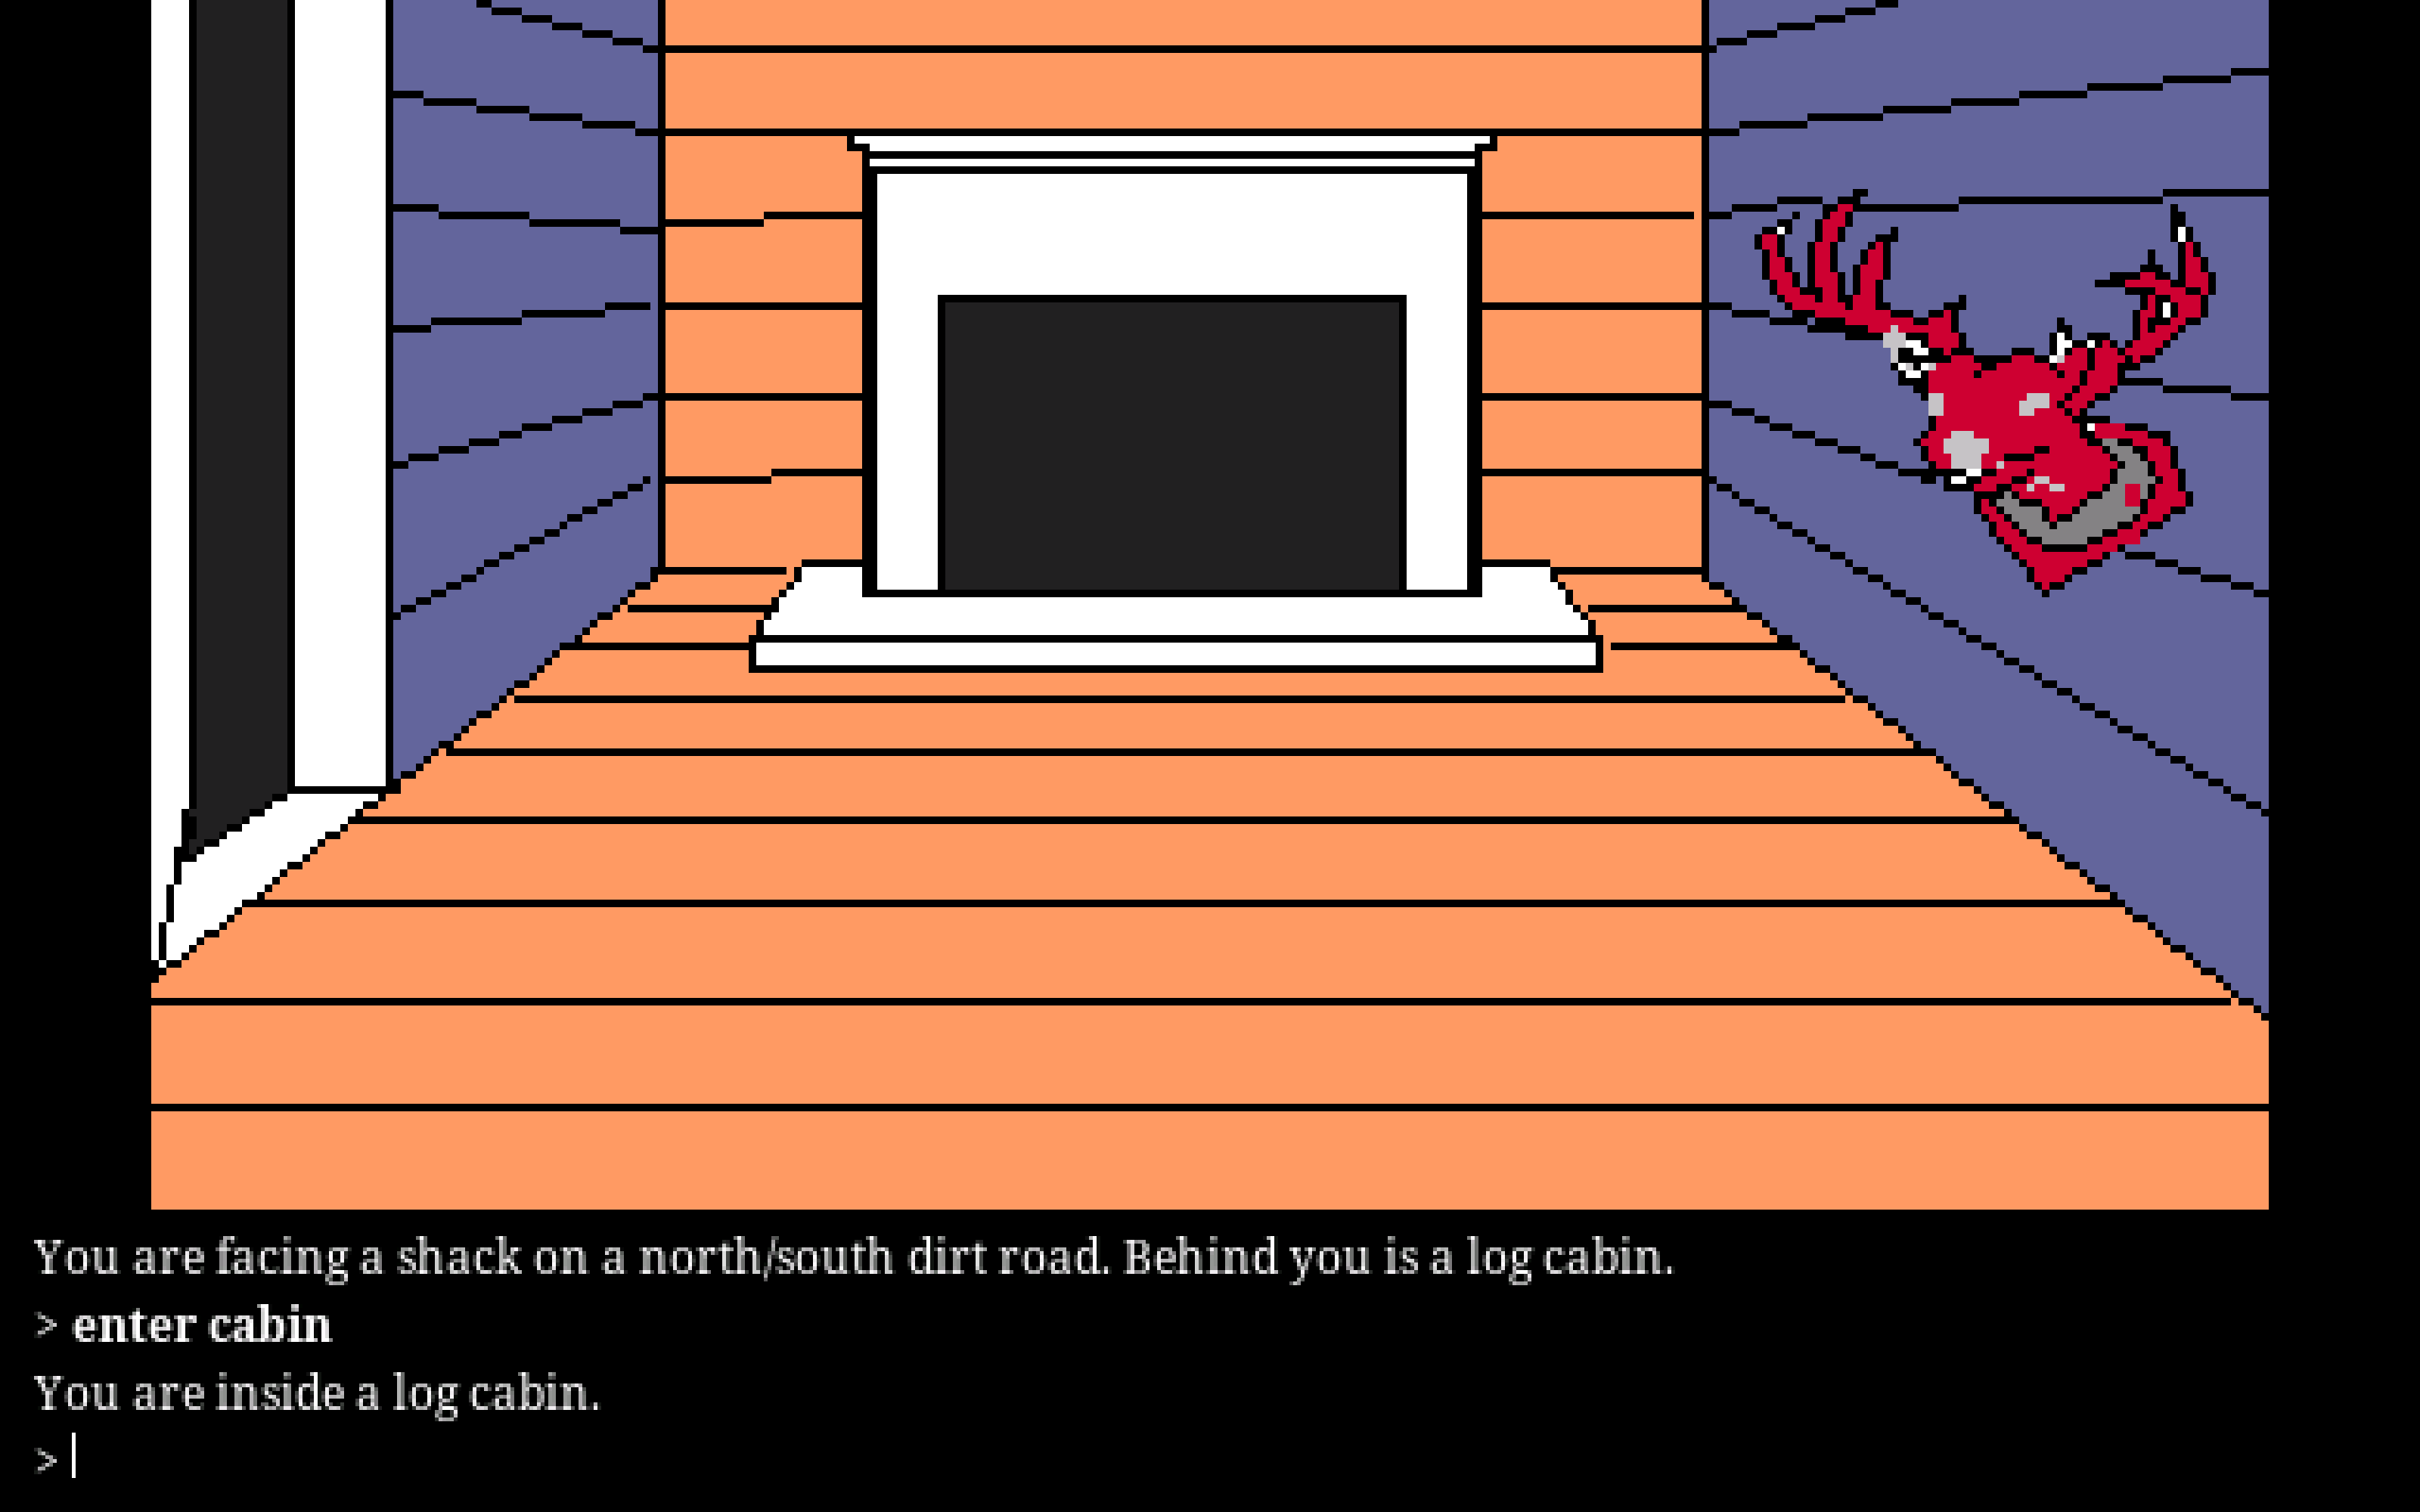 You are facing a shack on a north/south dirt road. Behind you is a log cabin.
> enter cabin
You are inside a log cabin.
>